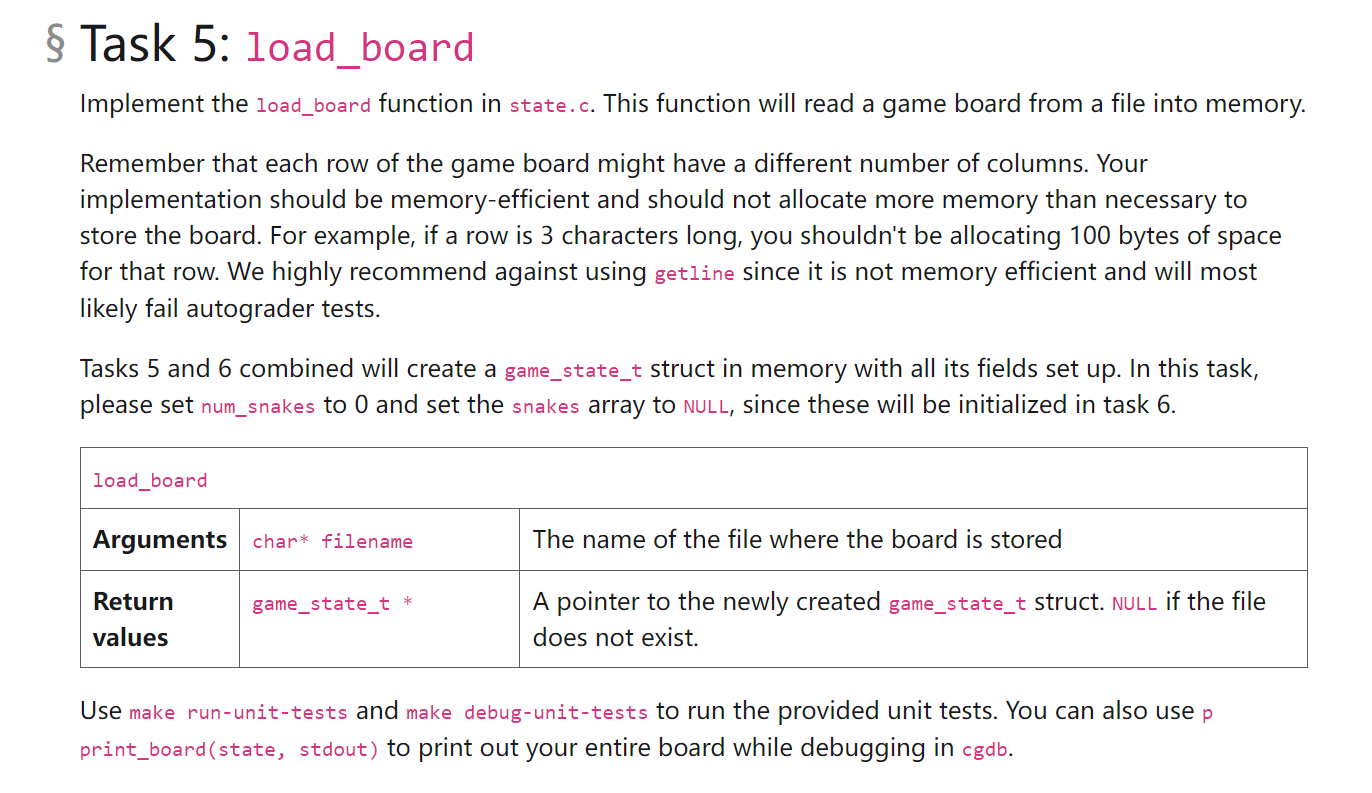 § Task 5: load_board
Implement the load_board function in state.c. This function will read a game board from a file into memory.
Remember that each row of the game board might have a different number of columns. Your
implementation should be memory-efficient and should not allocate more memory than necessary to
store the board. For example, if a row is 3 characters long, you shouldn't be allocating 100 bytes of space
for that row. We highly recommend against using getline since it is not memory efficient and will most
likely fail autograder tests.
Tasks 5 and 6 combined will create a game_state_t struct in memory with all its fields set up. In this task,
please set num_snakes to 0 and set the snakes array to NULL, since these will be initialized in task 6.
load_board
Arguments char* filename The name of the file where the board is stored
Return game_state_t * A pointer to the newly created game_state_t struct. NULL if the file
values does not exist.
Use make run-unit-tests and make debug-unit-tests to run the provided unit tests. You can also use p
print_board(state, stdout) to print out your entire board while debugging in cgdb.